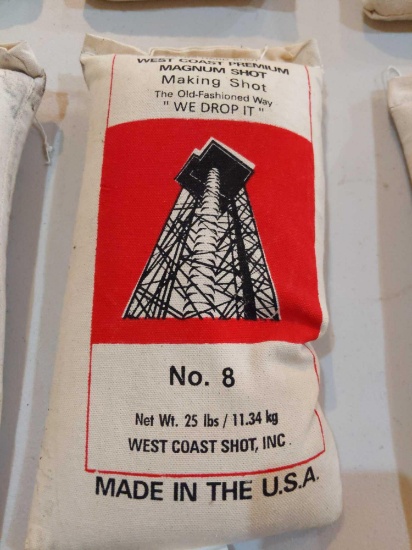 WEST COAST PREMIUM
MAGNUM SHOT
Making Shot
The Old-Fashioned Way
" WE DROP IT "
No. 8
Net Wt. 25 lbs / 11.34 kg
WEST COAST SHOT, INC.
MADE IN THE U.S.A.